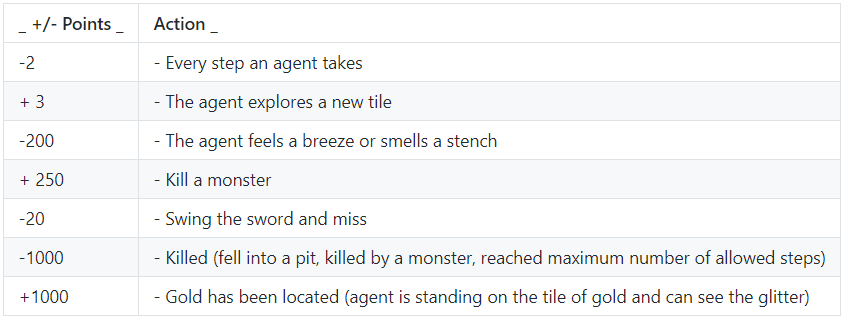 _ +/- Points _ Action _
-2 - Every step an agent takes
+ 3 - The agent explores a new tile
-200 - The agent feels a breeze or smells a stench
+ 250 - Kill a monster
-20 - Swing the sword and miss
-1000 - Killed (fell into a pit, killed by a monster, reached maximum number of allowed steps)
+1000 - Gold has been located (agent is standing on the tile of gold and can see the glitter)